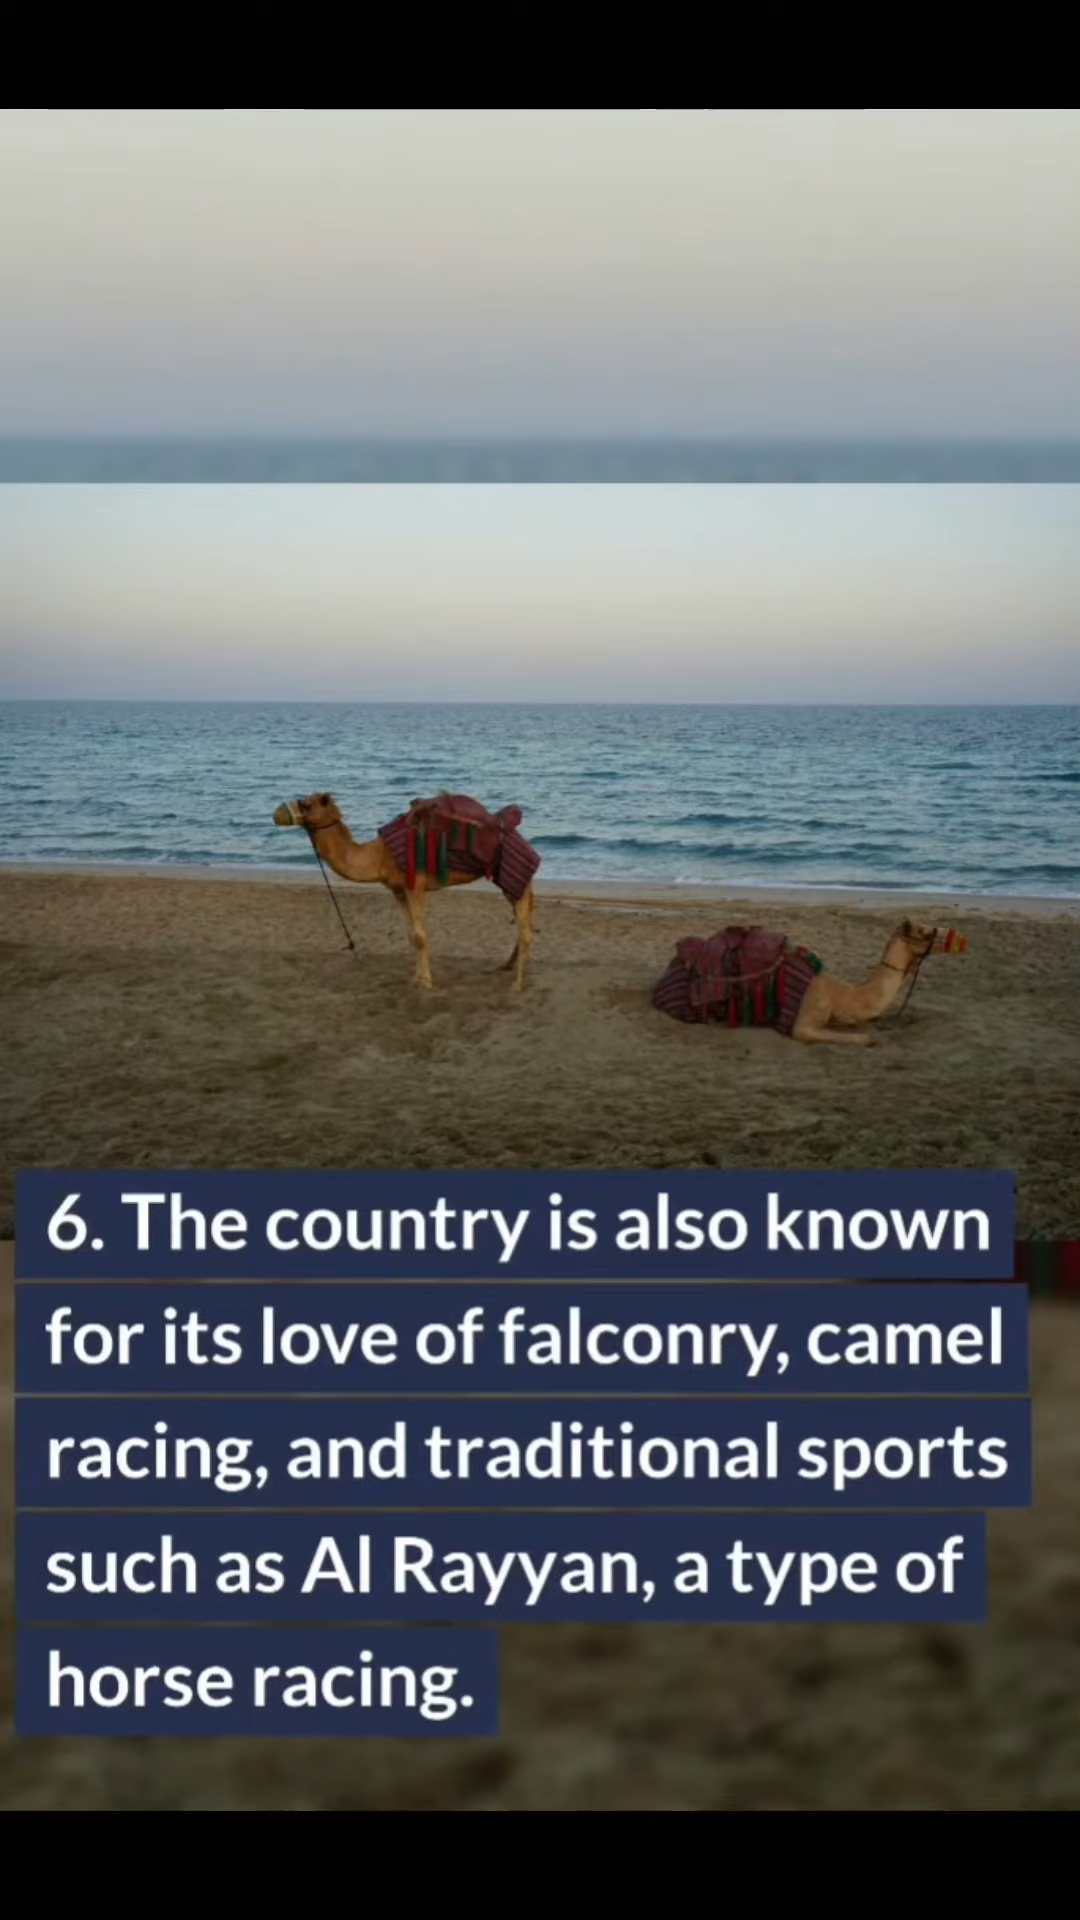 6. The country is also known
for its love of falconry, camel
racing, and traditional sports
such as Al Rayyan, a type of
horse racing.